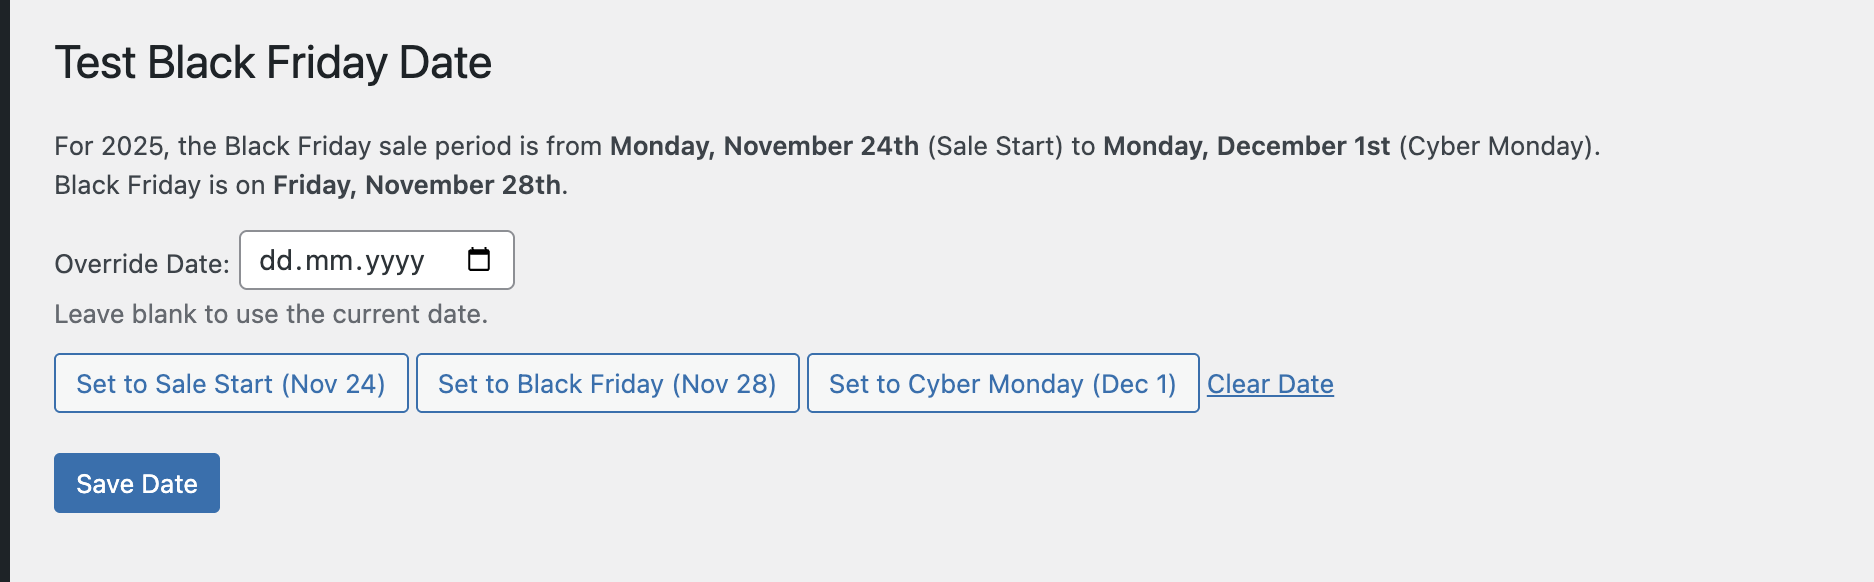 Test Black Friday Date
For 2025, the Black Friday sale period is from Monday, November 24th (Sale Start) to Monday, December 1st (Cyber Monday).
Black Friday is on Friday, November 28th.
Override Date: dd.mm.yyyy
Leave blank to use the current date.
Set to Sale Start (Nov 24) Set to Black Friday (Nov 28) Set to Cyber Monday (Dec 1) Clear Date
Save Date